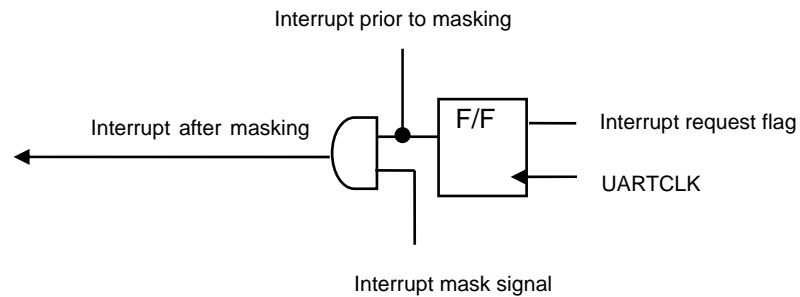 Interrupt prior to masking
F/F
Interrupt after masking
Interrupt request flag
UARTCLK
Interrupt mask signal